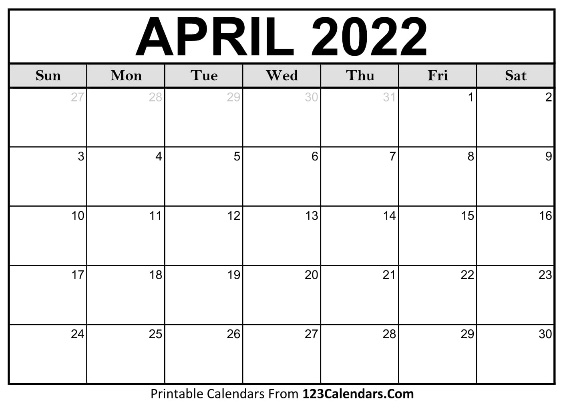 APRIL 2022
Sun Mon Tue Wed Thu Fri Sat
27 28 29 30 31 1 2
3 4 5 6 7 8 9
10 11 12 13 14 15 16
17 18 19 20 21 22 23
24 25 26 27 28 29 30
Printable Calendars From 123Calendars.Com